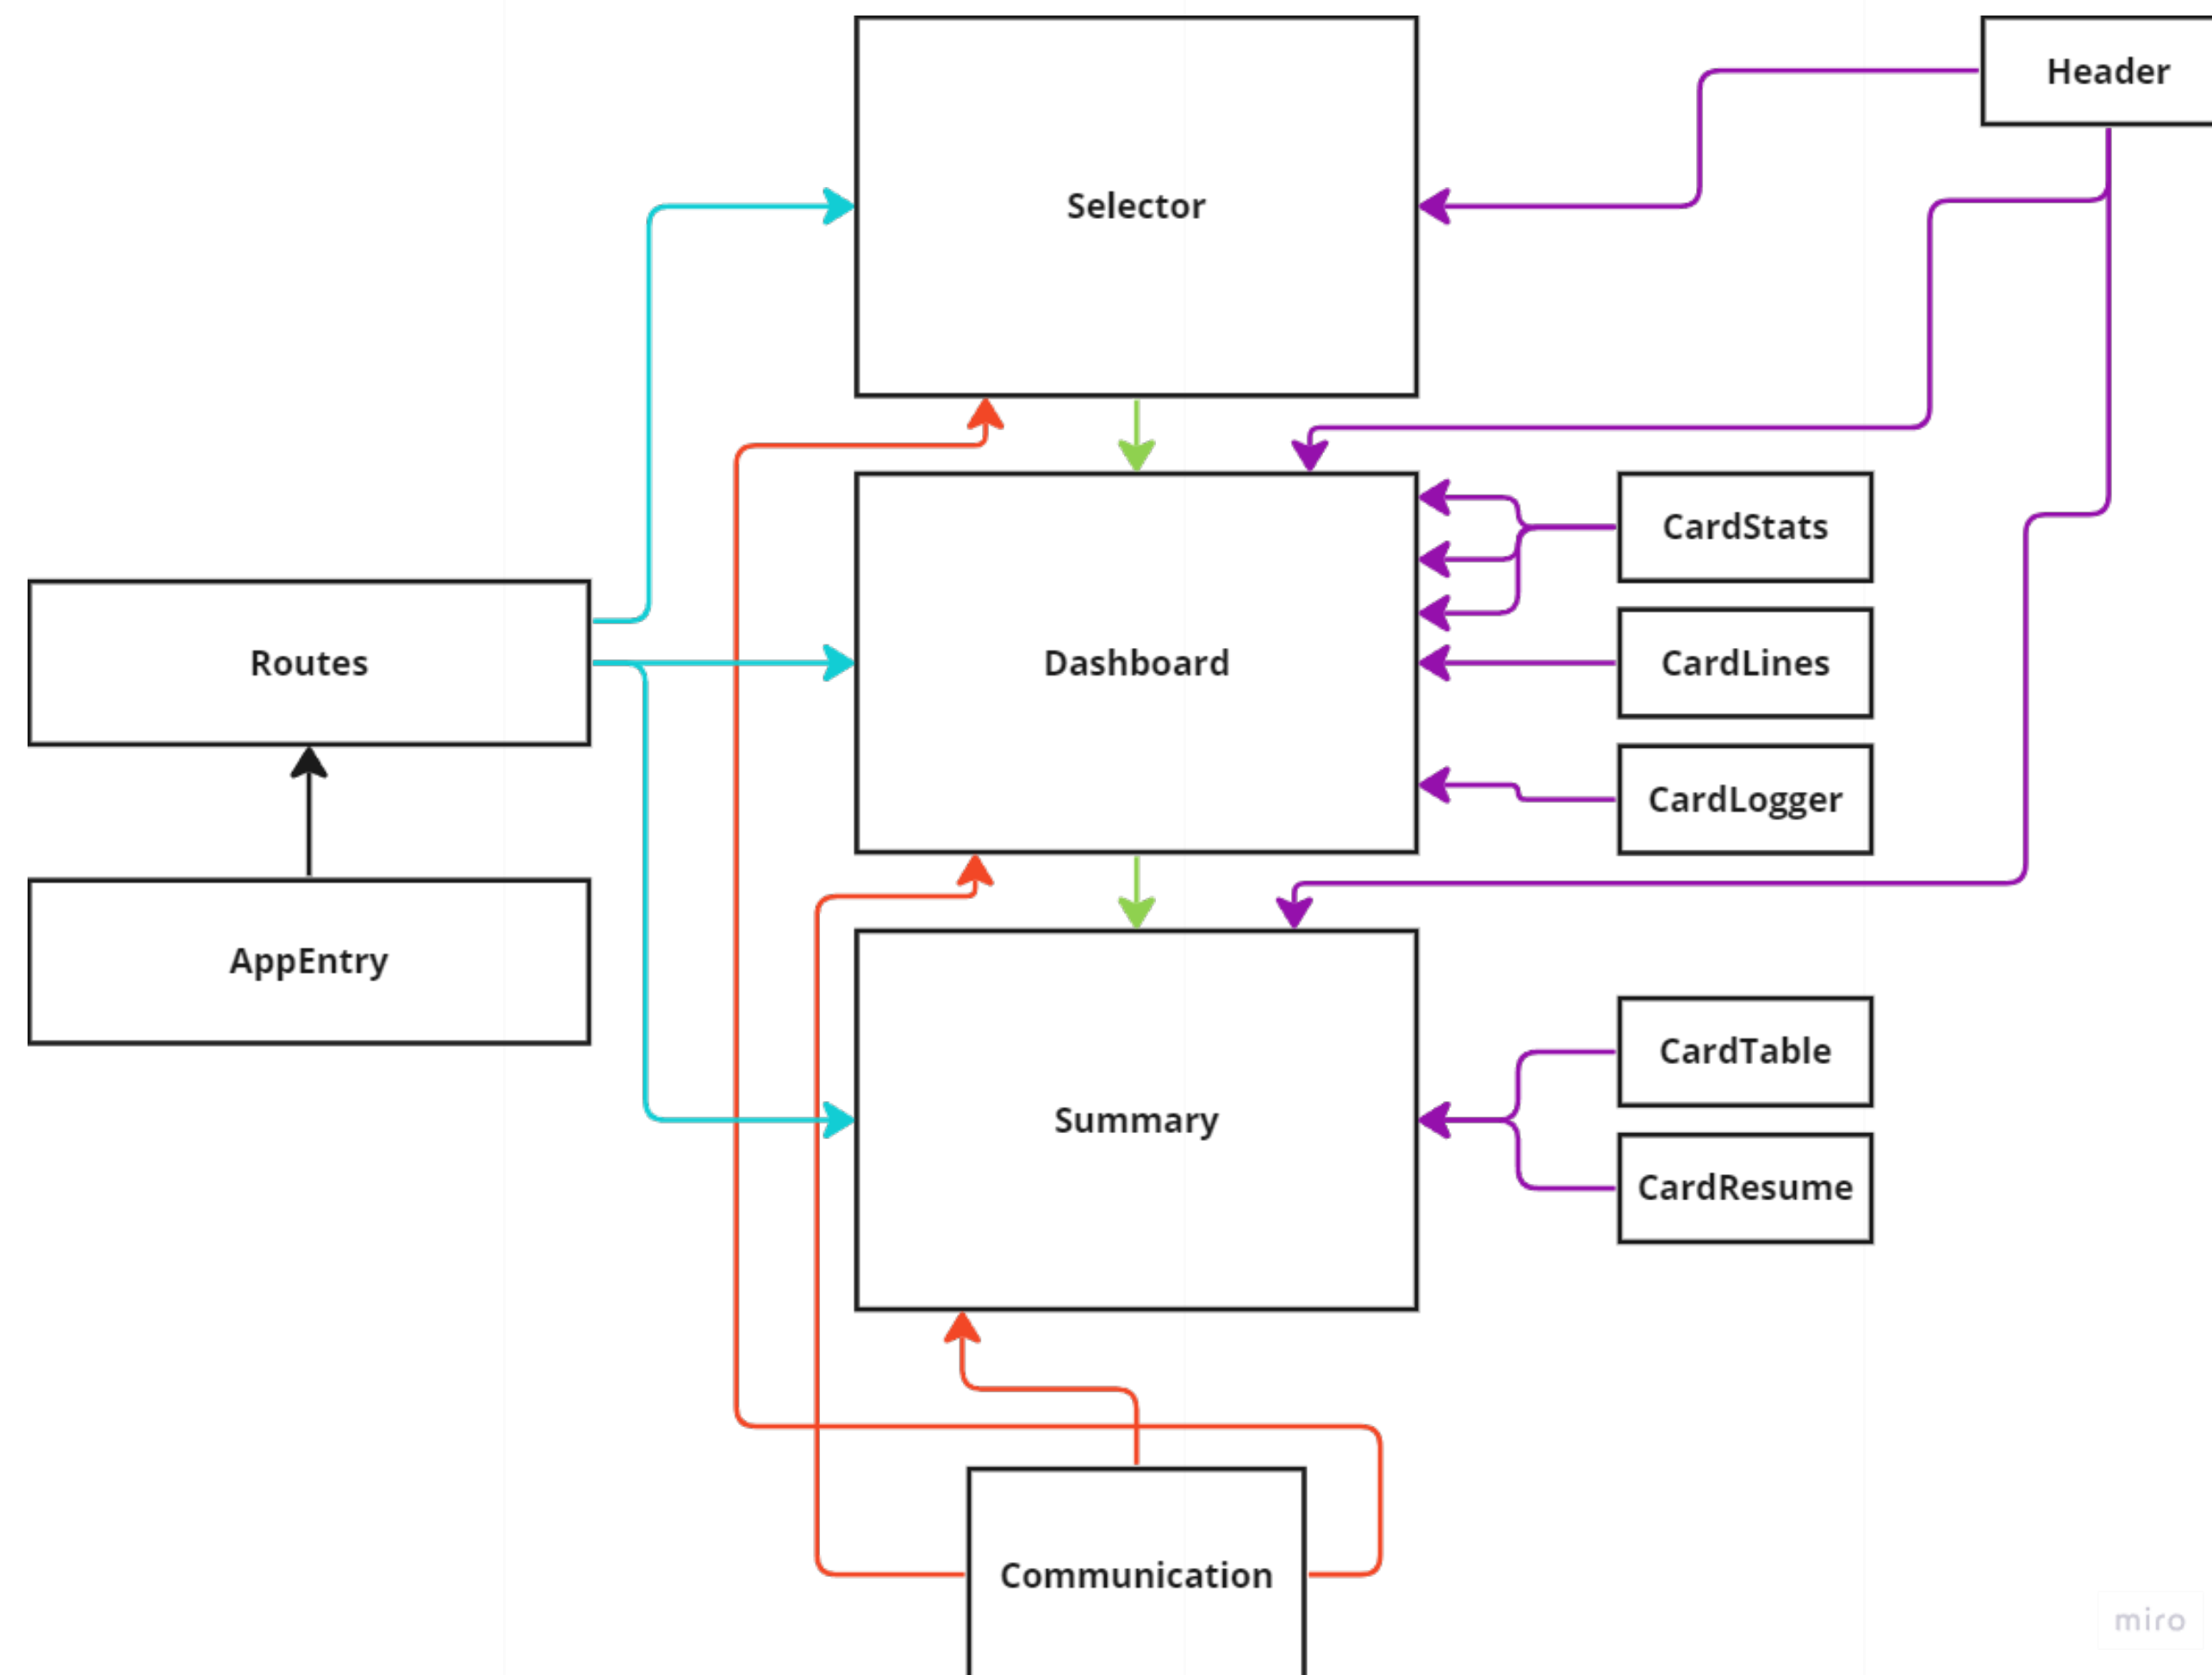 Header
Selector
CardStats
Routes
Dashboard
CardLines
CardLogger
AppEntry
CardTable
Summary
CardResume
Communication
miro